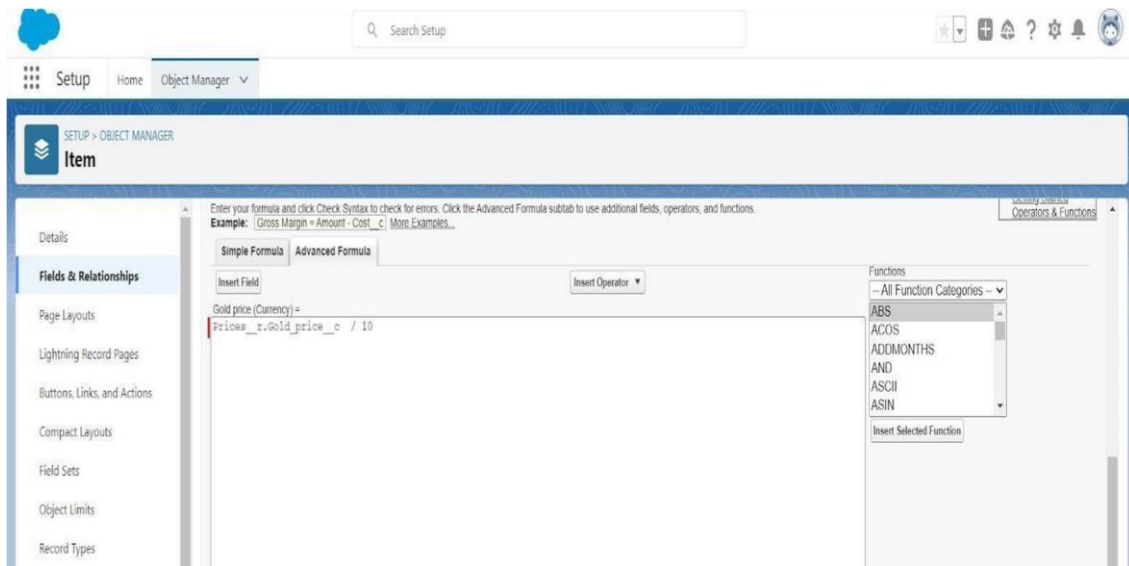 Search Setup
Setup
Home
Object Manager
SETUP > OBJECT MANAGER
Item
Details
Fields & Relationships
Page Layouts
Lightning Record Pages
Buttons, Links, and Actions
Compact Layouts
Field Sets
Object Limits
Record Types
Enter your formula and click Check Syntax to check for errors. Click the Advanced Formula subtab to use additional fields, operators, and functions.
Example: Gross Margin = Amount - Cost__c More Examples...
Operators & Functions
Simple Formula
Advanced Formula
Insert Field
Insert Operator
Gold price (Currency) =
Prices__r.Gold_price__c / 10
Functions
-- All Function Categories --
ABS
ACOS
ADDMONTHS
AND
ASCII
ASIN
Insert Selected Function